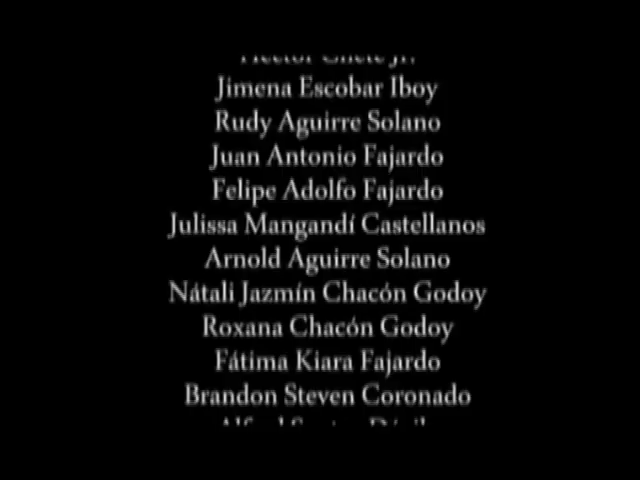 Jimena Escobar Iboy
Rudy Aguirre Solano
Juan Antonio Fajardo
Felipe Adolfo Fajardo
Julissa Mangandí Castellanos
Arnold Aguirre Solano
Nátali Jazmín Chacón Godoy
Roxana Chacón Godoy
Fátima Kiara Fajardo
Brandon Steven Coronado